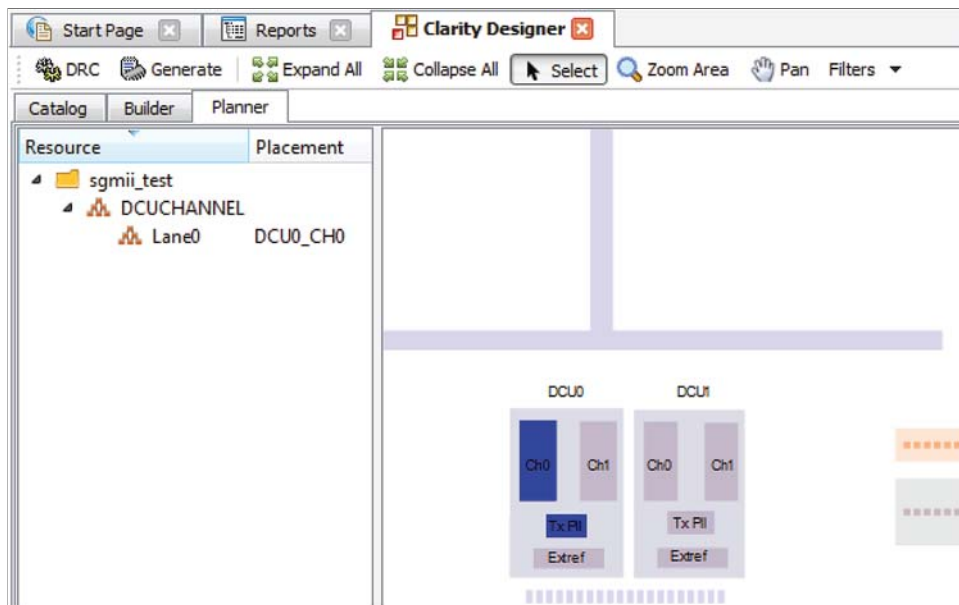 Start Page Reports Clarity Designer
DRC Generate Expand All Collapse All Select Zoom Area Pan Filters
Catalog Builder Planner
Resource Placement
sgmii_test
DCUCHANNEL
Lane0 DCU0_CH0
DCU0 DCU1
Ch0 Ch1 Ch0 Ch1
Tx Pll Tx Pll
Extref Extref